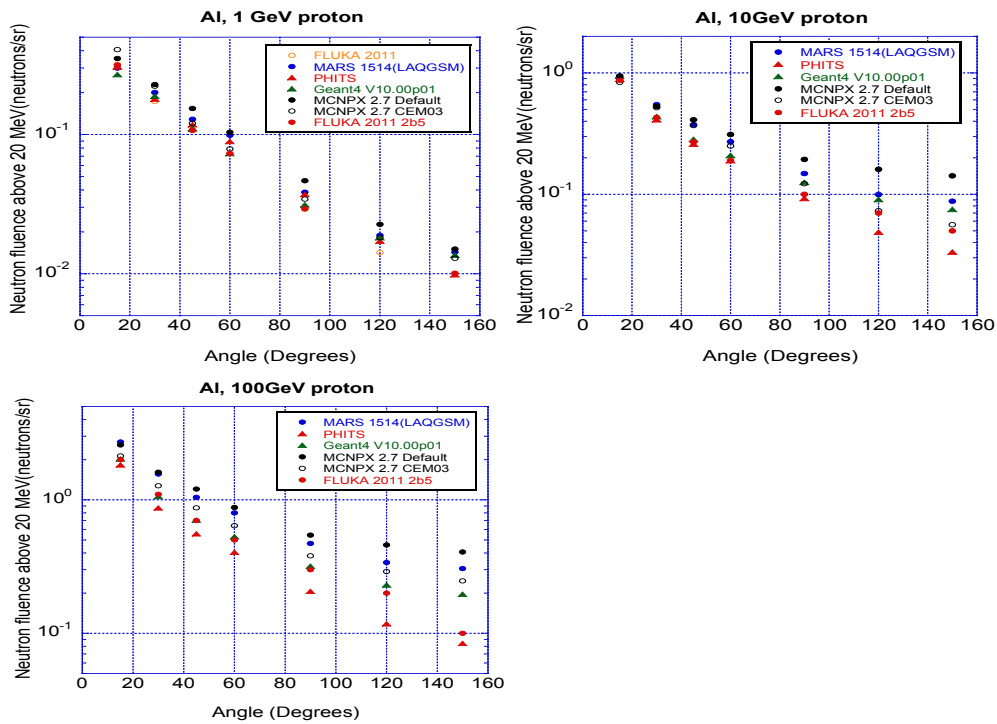 Al, 1 GeV proton
Neutron fluence above 20 MeV(neutrons/sr)
10^-1
10^-2
FLUKA 2011
MARS 1514(LAQGSM)
PHITS
Geant4 V10.00p01
MCNPX 2.7 Default
MCNPX 2.7 CEM03
FLUKA 2011 2b5
0 20 40 60 80 100 120 140 160
Angle (Degrees)
Al, 10GeV proton
Neutron fluence above 20 MeV(neutrons/sr)
10^0
10^-1
10^-2
MARS 1514(LAQGSM)
PHITS
Geant4 V10.00p01
MCNPX 2.7 Default
MCNPX 2.7 CEM03
FLUKA 2011 2b5
0 20 40 60 80 100 120 140 160
Angle (Degrees)
Al, 100GeV proton
Neutron fluence above 20 MeV(neutrons/sr)
10^0
10^-1
MARS 1514(LAQGSM)
PHITS
Geant4 V10.00p01
MCNPX 2.7 Default
MCNPX 2.7 CEM03
FLUKA 2011 2b5
0 20 40 60 80 100 120 140 160
Angle (Degrees)